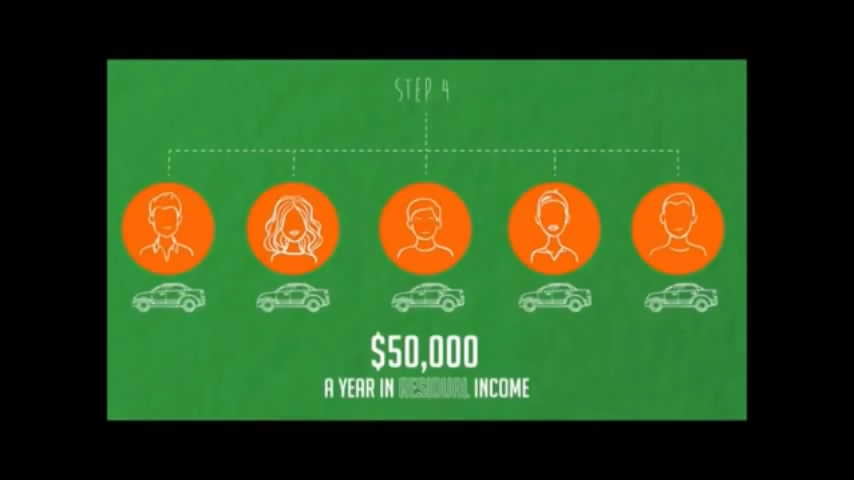 STEP 4
$50,000
A YEAR IN RESIDUAL INCOME